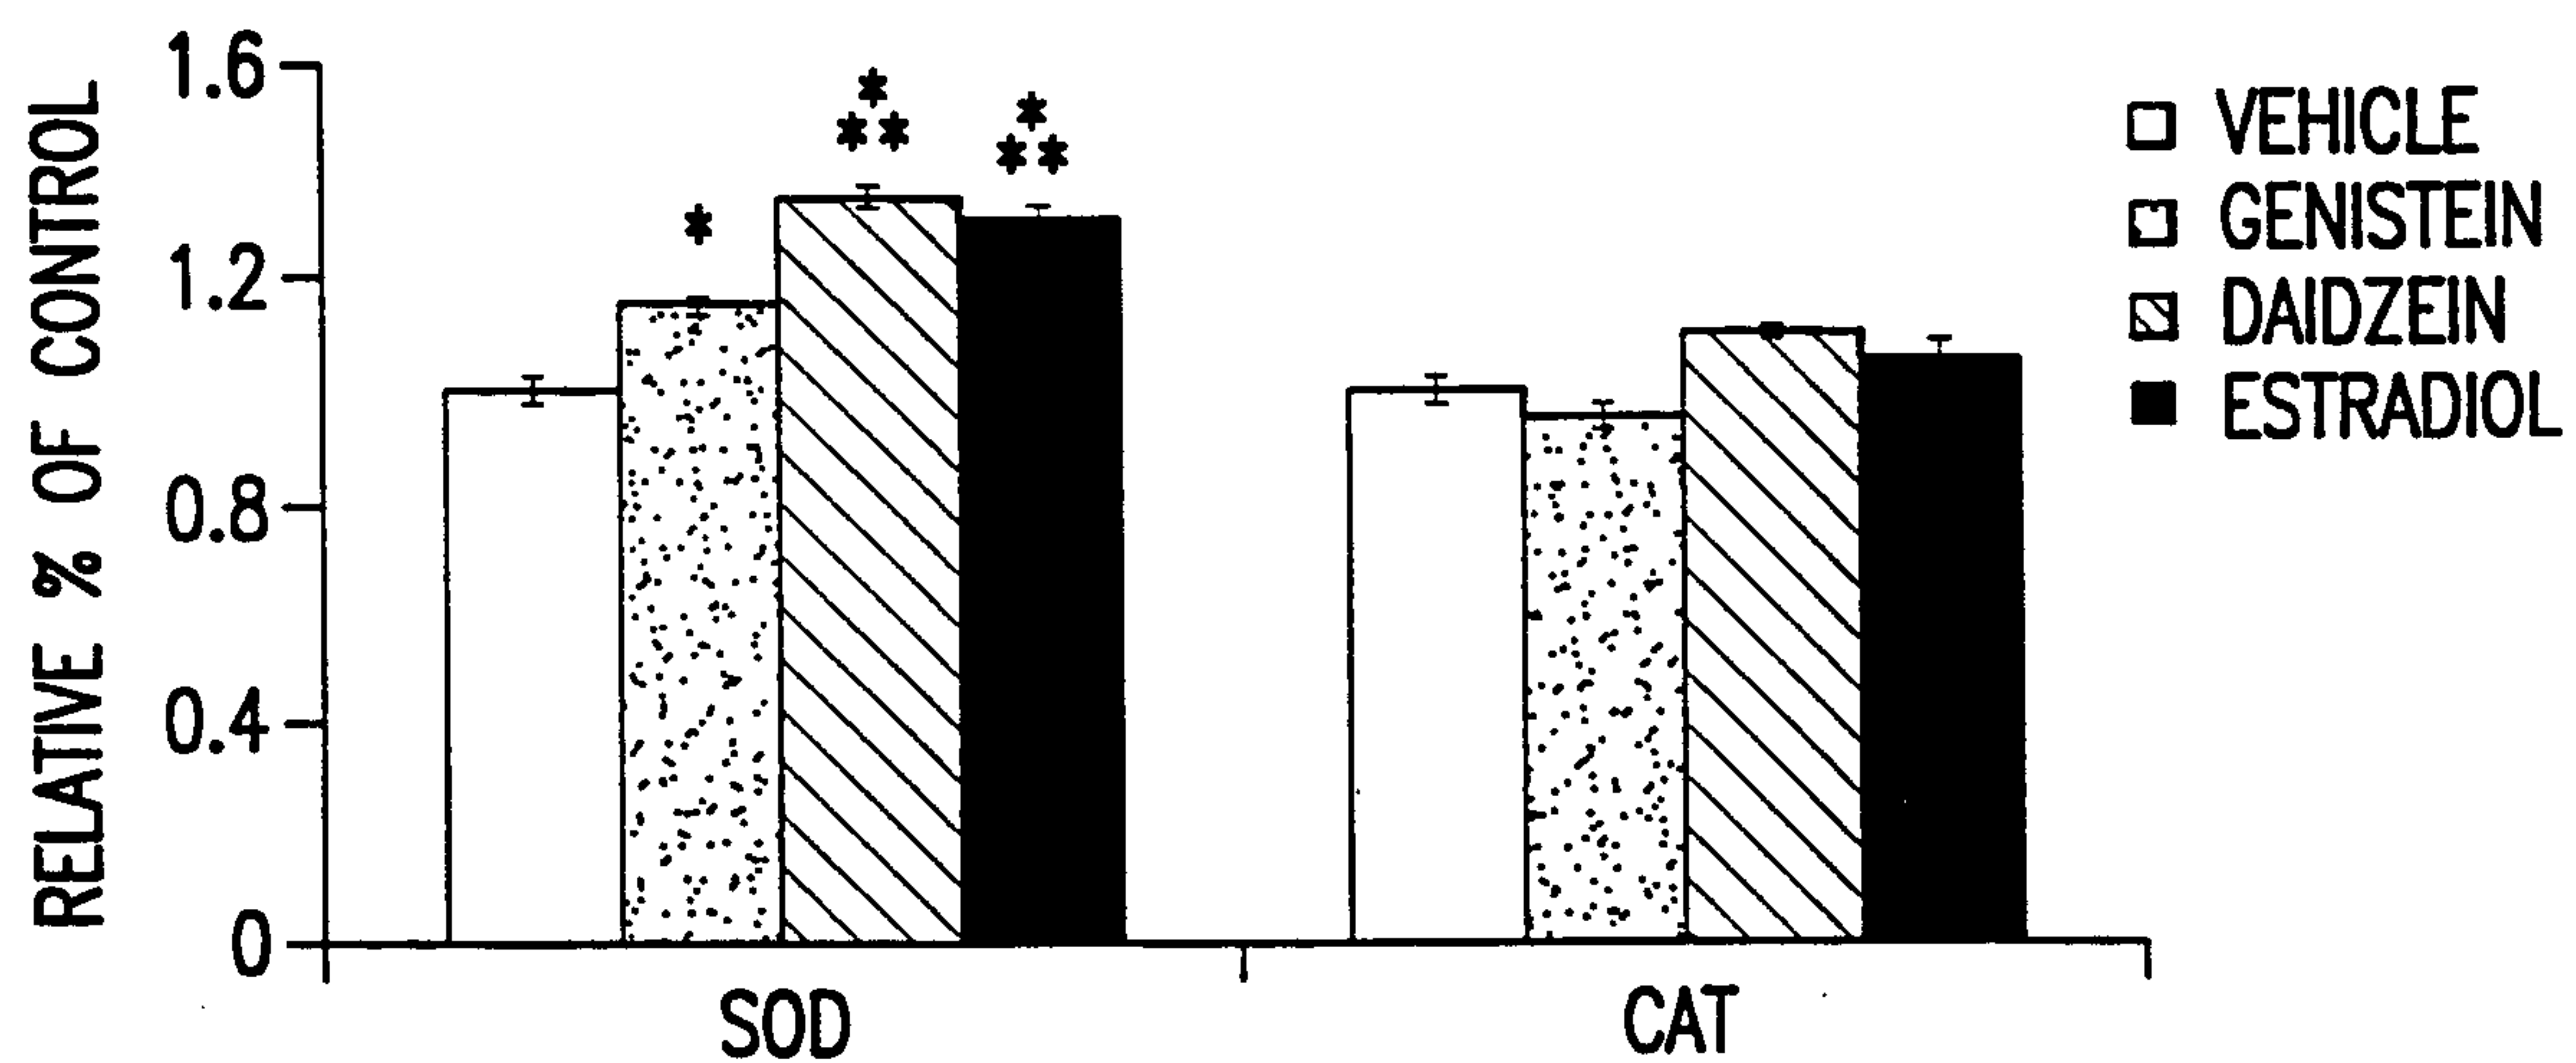 RELATIVE % OF CONTROL
1.6
1.2
0.8
0.4
0
*
*
**
*
**
SOD
CAT
VEHICLE
GENISTEIN
DAIDZEIN
ESTRADIOL